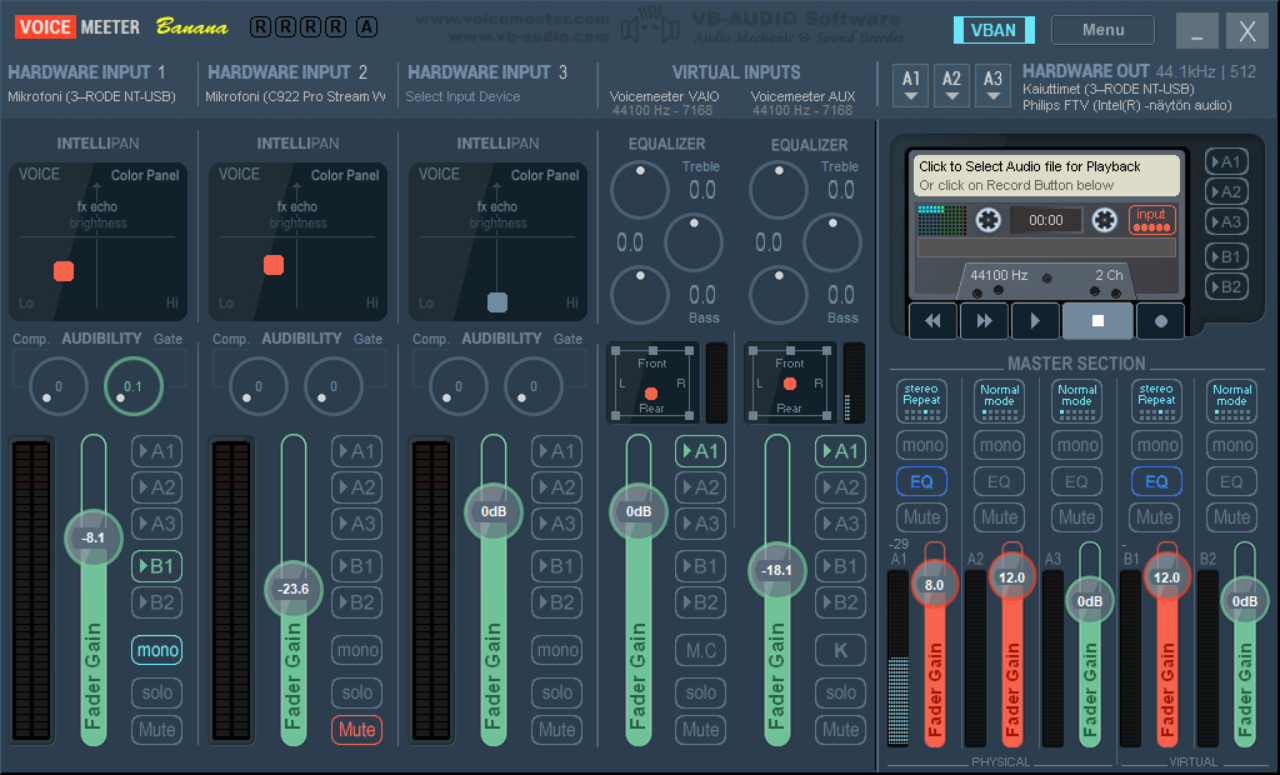 VOICE MEETER Banana R R R R A
www.voicemeeter.com
www.vb-audio.com
VB-AUDIO Software
Audio Mechanic & Sound Breeder
VBAN Menu _ X
HARDWARE INPUT 1
Mikrofoni (3–RODE NT-USB)
HARDWARE INPUT 2
Mikrofoni (C922 Pro Stream W
HARDWARE INPUT 3
Select Input Device
VIRTUAL INPUTS
Voicemeeter VAIO
44100 Hz - 7168
Voicemeeter AUX
44100 Hz - 7168
A1 A2 A3
HARDWARE OUT 44.1kHz | 512
Kaiuttimet (3–RODE NT-USB)
Philips FTV (Intel(R) -näytön audio)
INTELLIPAN
VOICE Color Panel
fx echo
brightness
Lo Hi
Comp. AUDIBILITY Gate
0 0.1
-8.1
Fader Gain
A1
A2
A3
B1
B2
mono
solo
Mute
INTELLIPAN
VOICE Color Panel
fx echo
brightness
Lo Hi
Comp. AUDIBILITY Gate
0 0
-23.6
Fader Gain
A1
A2
A3
B1
B2
mono
solo
Mute
INTELLIPAN
VOICE Color Panel
fx echo
brightness
Lo Hi
Comp. AUDIBILITY Gate
0 0
0dB
Fader Gain
A1
A2
A3
B1
B2
mono
solo
Mute
EQUALIZER
Treble
0.0
0.0
0.0
Bass
Front
L R
Rear
0dB
Fader Gain
A1
A2
A3
B1
B2
M.C
solo
Mute
EQUALIZER
Treble
0.0
0.0
0.0
Bass
Front
L R
Rear
-18.1
Fader Gain
A1
A2
A3
B1
B2
K
solo
Mute
Click to Select Audio file for Playback
Or click on Record Button below
00:00 input
44100 Hz 2 Ch
A1
A2
A3
B1
B2
MASTER SECTION
stereo
Repeat
mono
EQ
Mute
-29
A1
8.0
Fader Gain
Normal
mode
mono
EQ
Mute
A2
12.0
Fader Gain
Normal
mode
mono
EQ
Mute
A3
0dB
Fader Gain
stereo
Repeat
mono
EQ
Mute
-
B1
12.0
Fader Gain
Normal
mode
mono
EQ
Mute
B2
0dB
Fader Gain
PHYSICAL VIRTUAL